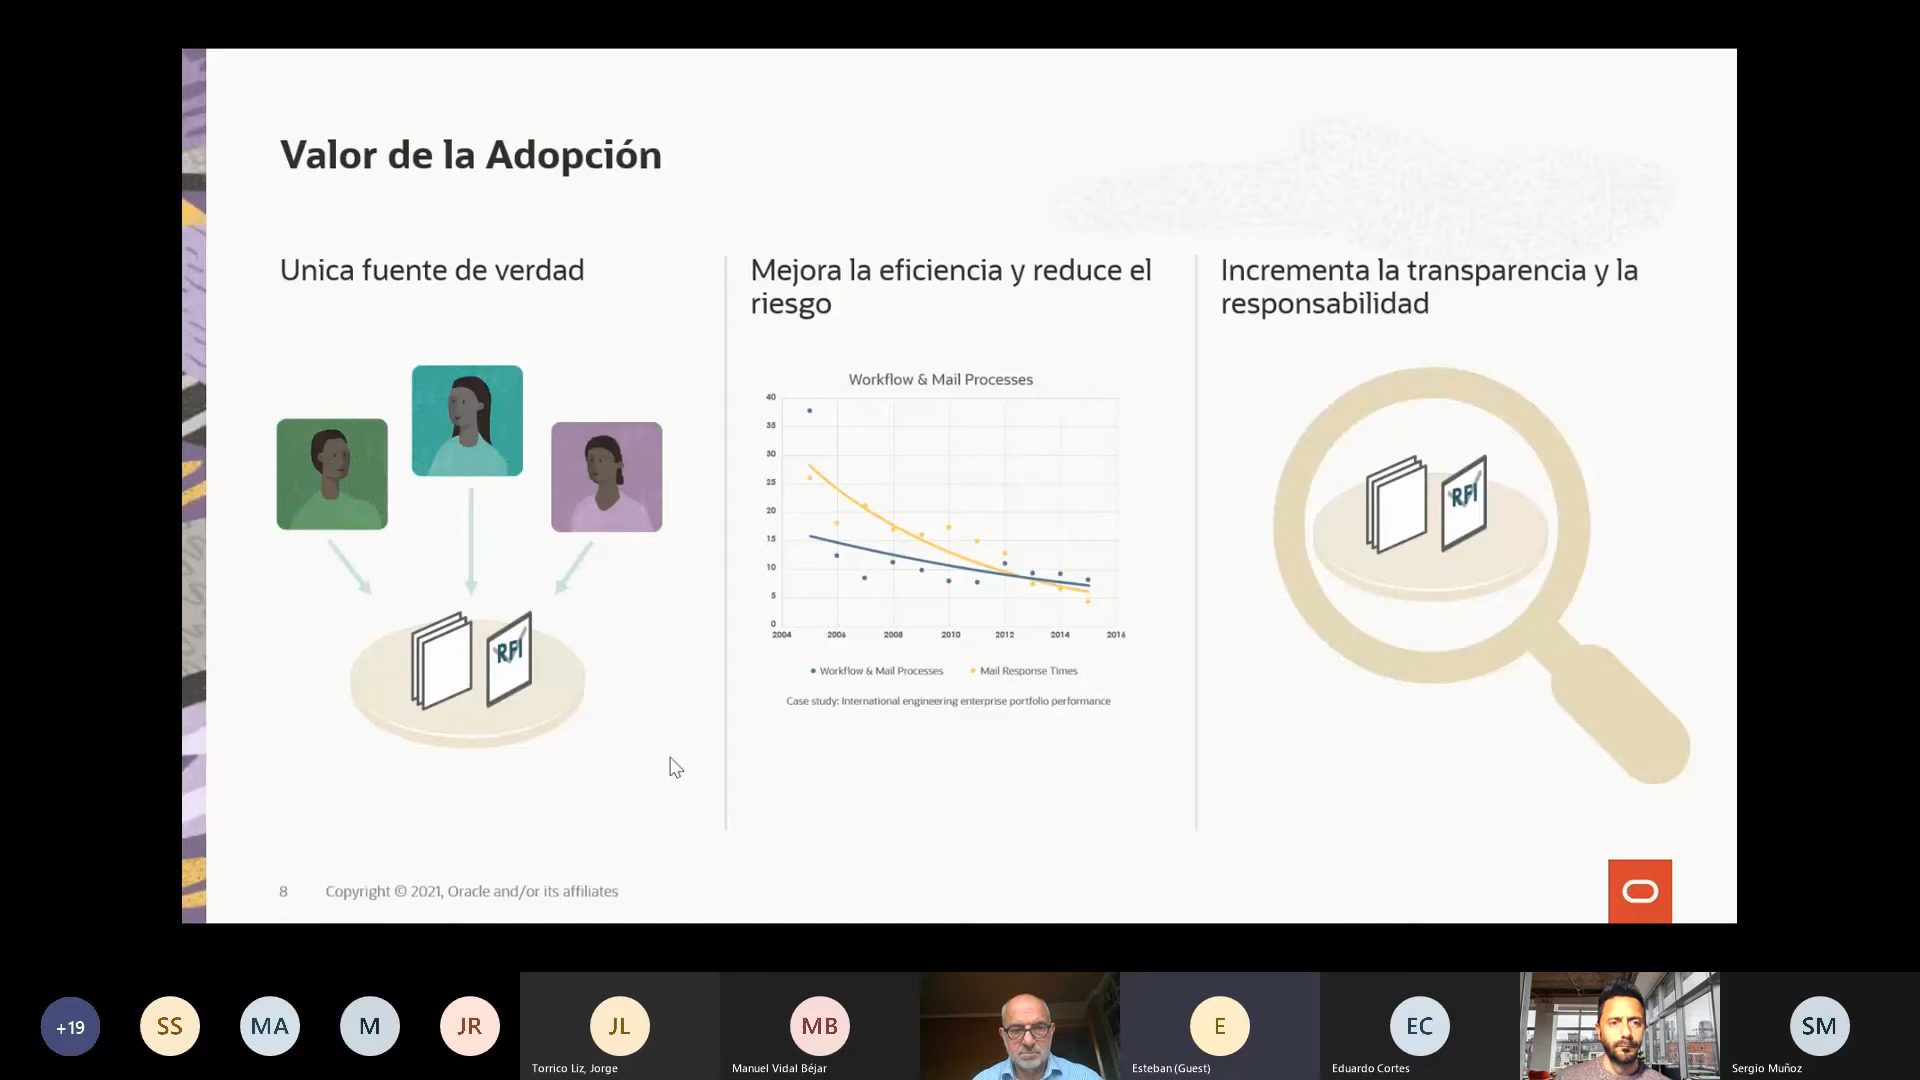 Valor de la Adopción
Unica fuente de verdad
Mejora la eficiencia y reduce el
riesgo
Incrementa la transparencia y la
responsabilidad
RFI
Workflow & Mail Processes
40
35
30
25
20
15
10
5
0
2004 2006 2008 2010 2012 2014 2016
Workflow & Mail Processes Mail Response Times
Case study: International engineering enterprise portfolio performance
RFI
8 Copyright © 2021, Oracle and/or its affiliates
+19 SS MA M JR JL MB E EC SM
Torrico Liz, Jorge Manuel Vidal Béjar Esteban (Guest) Eduardo Cortes Sergio Muñoz